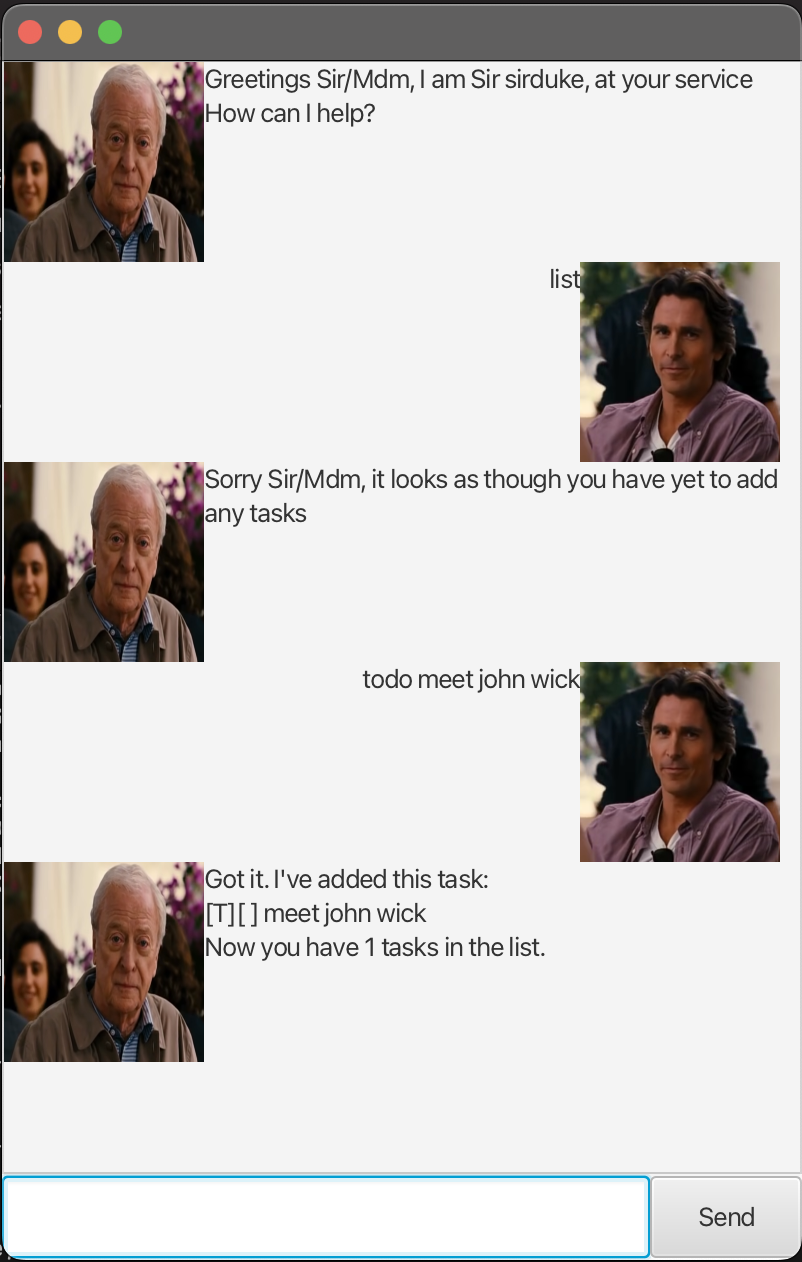 Greetings Sir/Mdm, I am Sir sirduke, at your service
How can I help?
list
Sorry Sir/Mdm, it looks as though you have yet to add
any tasks
todo meet john wick
Got it. I've added this task:
[T][ ] meet john wick
Now you have 1 tasks in the list.
Send